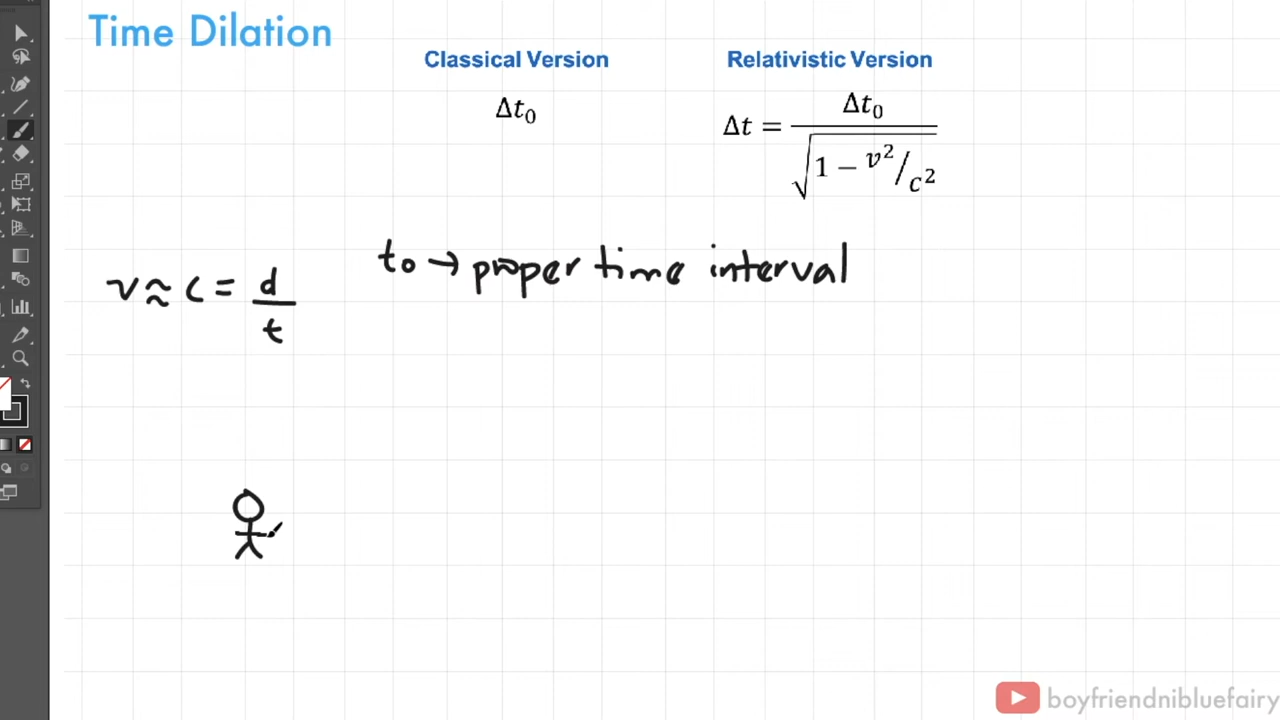 Time Dilation
Classical Version
Δt₀
Relativistic Version
Δt = Δt₀ / √(1 − v²/c²)
t₀ → proper time interval
v ≈ c = d/t
boyfriendnibluefairy